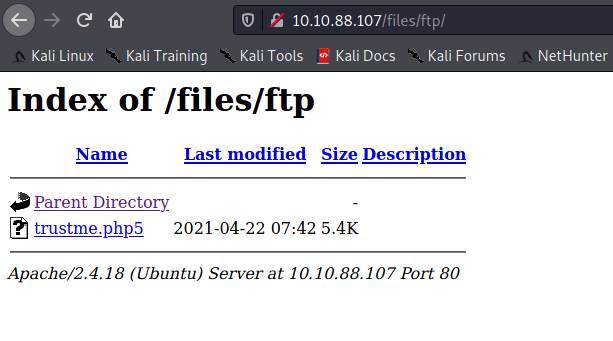 10.10.88.107/files/ftp/
Kali Linux Kali Training Kali Tools Kali Docs Kali Forums NetHunter
Index of /files/ftp
Name Last modified Size Description
Parent Directory -
trustme.php5 2021-04-22 07:42 5.4K
Apache/2.4.18 (Ubuntu) Server at 10.10.88.107 Port 80